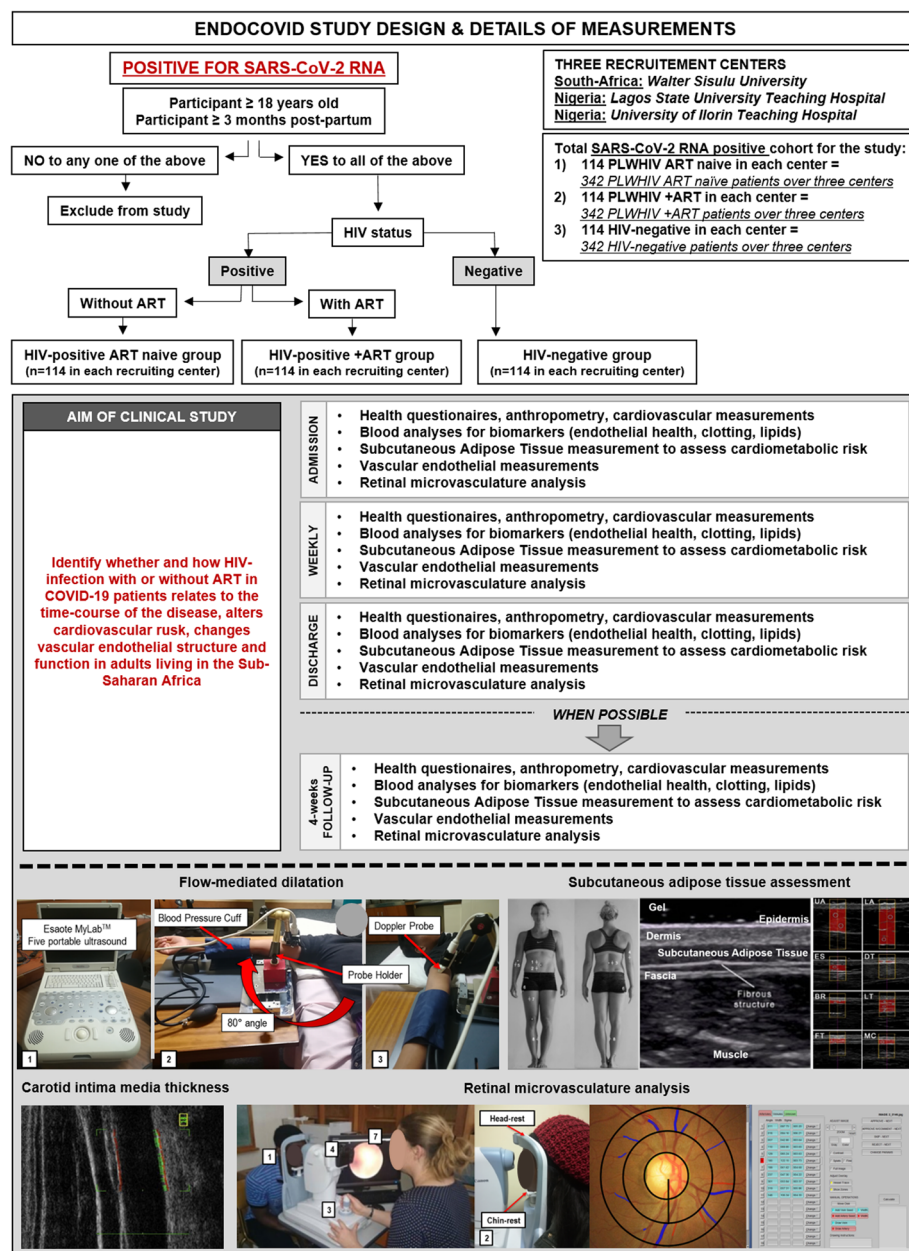 ENDOCOVID STUDY DESIGN & DETAILS OF MEASUREMENTS
POSITIVE FOR SARS-CoV-2 RNA
Participant ≥ 18 years old
Participant ≥ 3 months post-partum
NO to any one of the above
YES to all of the above
Exclude from study
HIV status
Positive
Negative
Without ART
With ART
HIV-positive ART naive group
(n=114 in each recruiting center)
HIV-positive +ART group
(n=114 in each recruiting center)
HIV-negative group
(n=114 in each recruiting center)
THREE RECRUITEMENT CENTERS
South-Africa: Walter Sisulu University
Nigeria: Lagos State University Teaching Hospital
Nigeria: University of Ilorin Teaching Hospital
Total SARS-CoV-2 RNA positive cohort for the study:
1) 114 PLWHIV ART naive in each center =
342 PLWHIV ART naïve patients over three centers
2) 114 PLWHIV +ART in each center =
342 PLWHIV +ART patients over three centers
3) 114 HIV-negative in each center =
342 HIV-negative patients over three centers
AIM OF CLINICAL STUDY
Identify whether and how HIV-
infection with or without ART in
COVID-19 patients relates to the
time-course of the disease, alters
cardiovascular rusk, changes
vascular endothelial structure and
function in adults living in the Sub-
Saharan Africa
ADMISSION
• Health questionaires, anthropometry, cardiovascular measurements
• Blood analyses for biomarkers (endothelial health, clotting, lipids)
• Subcutaneous Adipose Tissue measurement to assess cardiometabolic risk
• Vascular endothelial measurements
• Retinal microvasculature analysis
WEEKLY
• Health questionaires, anthropometry, cardiovascular measurements
• Blood analyses for biomarkers (endothelial health, clotting, lipids)
• Subcutaneous Adipose Tissue measurement to assess cardiometabolic risk
• Vascular endothelial measurements
• Retinal microvasculature analysis
DISCHARGE
• Health questionaires, anthropometry, cardiovascular measurements
• Blood analyses for biomarkers (endothelial health, clotting, lipids)
• Subcutaneous Adipose Tissue measurement to assess cardiometabolic risk
• Vascular endothelial measurements
• Retinal microvasculature analysis
WHEN POSSIBLE
4-weeks
FOLLOW-UP
• Health questionaires, anthropometry, cardiovascular measurements
• Blood analyses for biomarkers (endothelial health, clotting, lipids)
• Subcutaneous Adipose Tissue measurement to assess cardiometabolic risk
• Vascular endothelial measurements
• Retinal microvasculature analysis
Flow-mediated dilatation
Esaote MyLab™
Five portable ultrasound
1
Blood Pressure Cuff
Probe Holder
80° angle
2
Doppler Probe
3
Subcutaneous adipose tissue assessment
Gel
Epidermis
Dermis
Subcutaneous Adipose Tissue
Fascia
Fibrous
structure
Muscle
UA
LA
ES
DT
BR
LT
FT
MC
Carotid intima media thickness
Retinal microvasculature analysis
1
4
7
3
Head-rest
Chin-rest
2